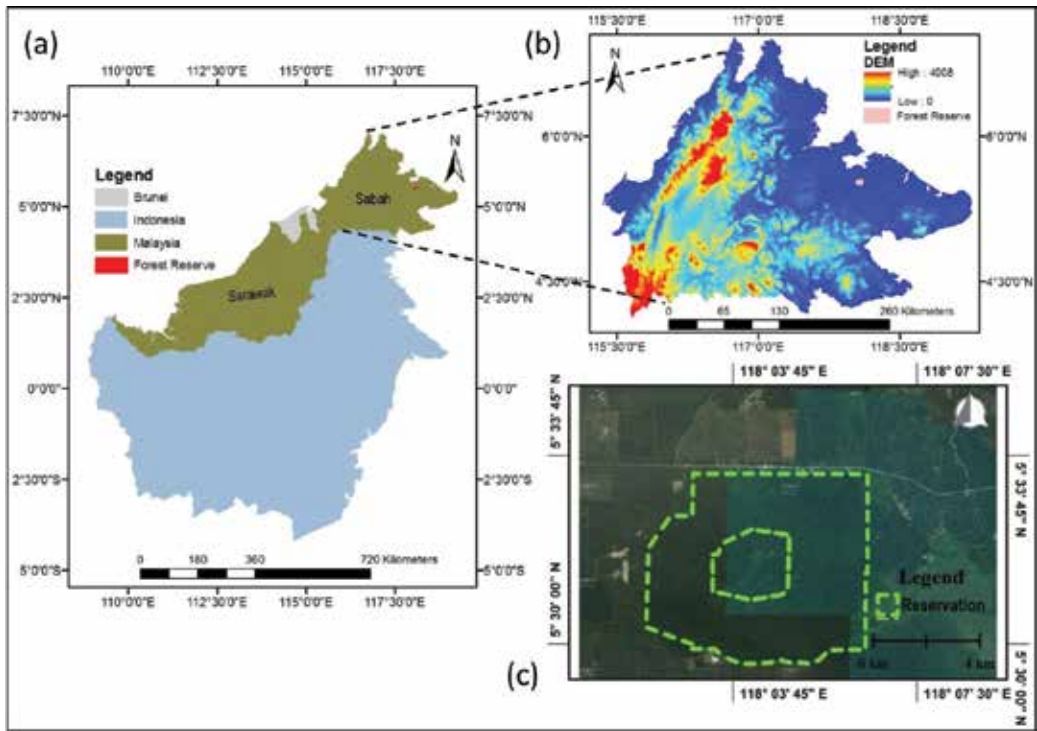 (a)
110°0'0"E 112°30'0"E 115°0'0"E 117°30'0"E
7°30'0"N
7°30'0"N
N
Legend
Brunei
Indonesia
Malaysia
Forest Reserve
Sabah
Sarawak
5°0'0"N
5°0'0"N
2°30'0"N
2°30'0"N
0°0'0"
0°0'0"
2°30'0"S
2°30'0"S
5°0'0"S
5°0'0"S
0 180 360 720 Kilometers
110°0'0"E 112°30'0"E 115°0'0"E 117°30'0"E
(b)
115°30'0"E 117°0'0"E 118°30'0"E
N
Legend
DEM
High : 4008
Low : 0
Forest Reserve
6°0'0"N
6°0'0"N
4°30'0"N
4°30'0"N
0 65 130 260 Kilometers
115°30'0"E 117°0'0"E 118°30'0"E
(c)
118° 03' 45" E 118° 07' 30" E
5° 33' 45" N
5° 33' 45" N
5° 30' 00" N
5° 30' 00" N
Legend
Reservation
0 km 4 km
118° 03' 45" E 118° 07' 30" E